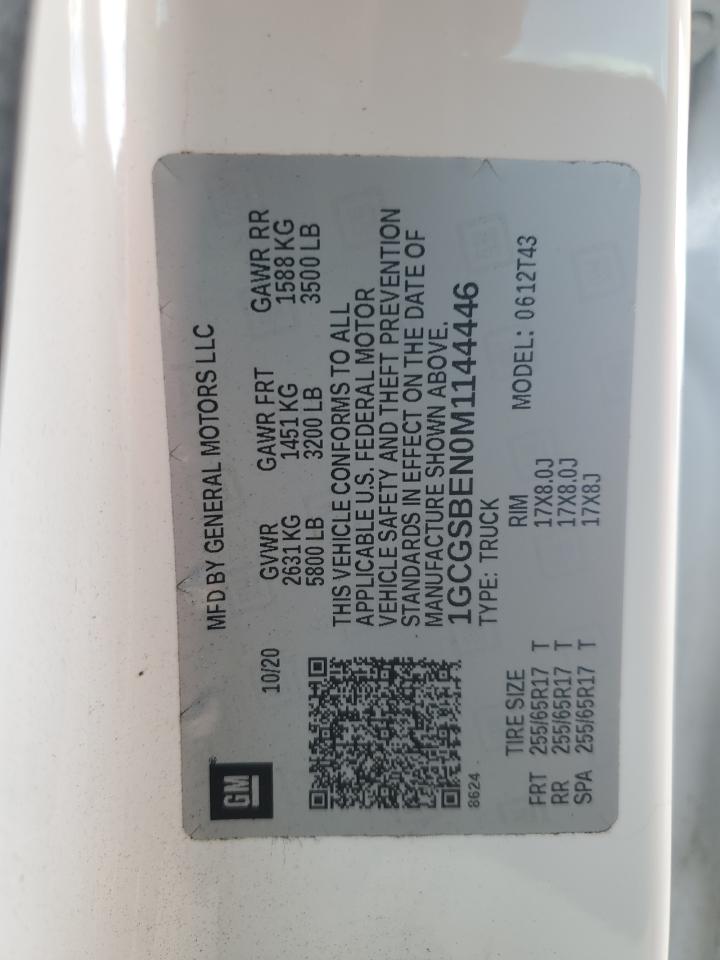 GM
MFD BY GENERAL MOTORS LLC
10/20
GVWR GAWR FRT GAWR RR
2631 KG 1451 KG 1588 KG
5800 LB 3200 LB 3500 LB
THIS VEHICLE CONFORMS TO ALL
APPLICABLE U.S. FEDERAL MOTOR
VEHICLE SAFETY AND THEFT PREVENTION
STANDARDS IN EFFECT ON THE DATE OF
MANUFACTURE SHOWN ABOVE.
1GCGSBEN0M1144446
8624
TYPE: TRUCK
MODEL: 0612T43
TIRE SIZE RIM
FRT 255/65R17 T 17X8.0J
RR 255/65R17 T 17X8.0J
SPA 255/65R17 T 17X8J